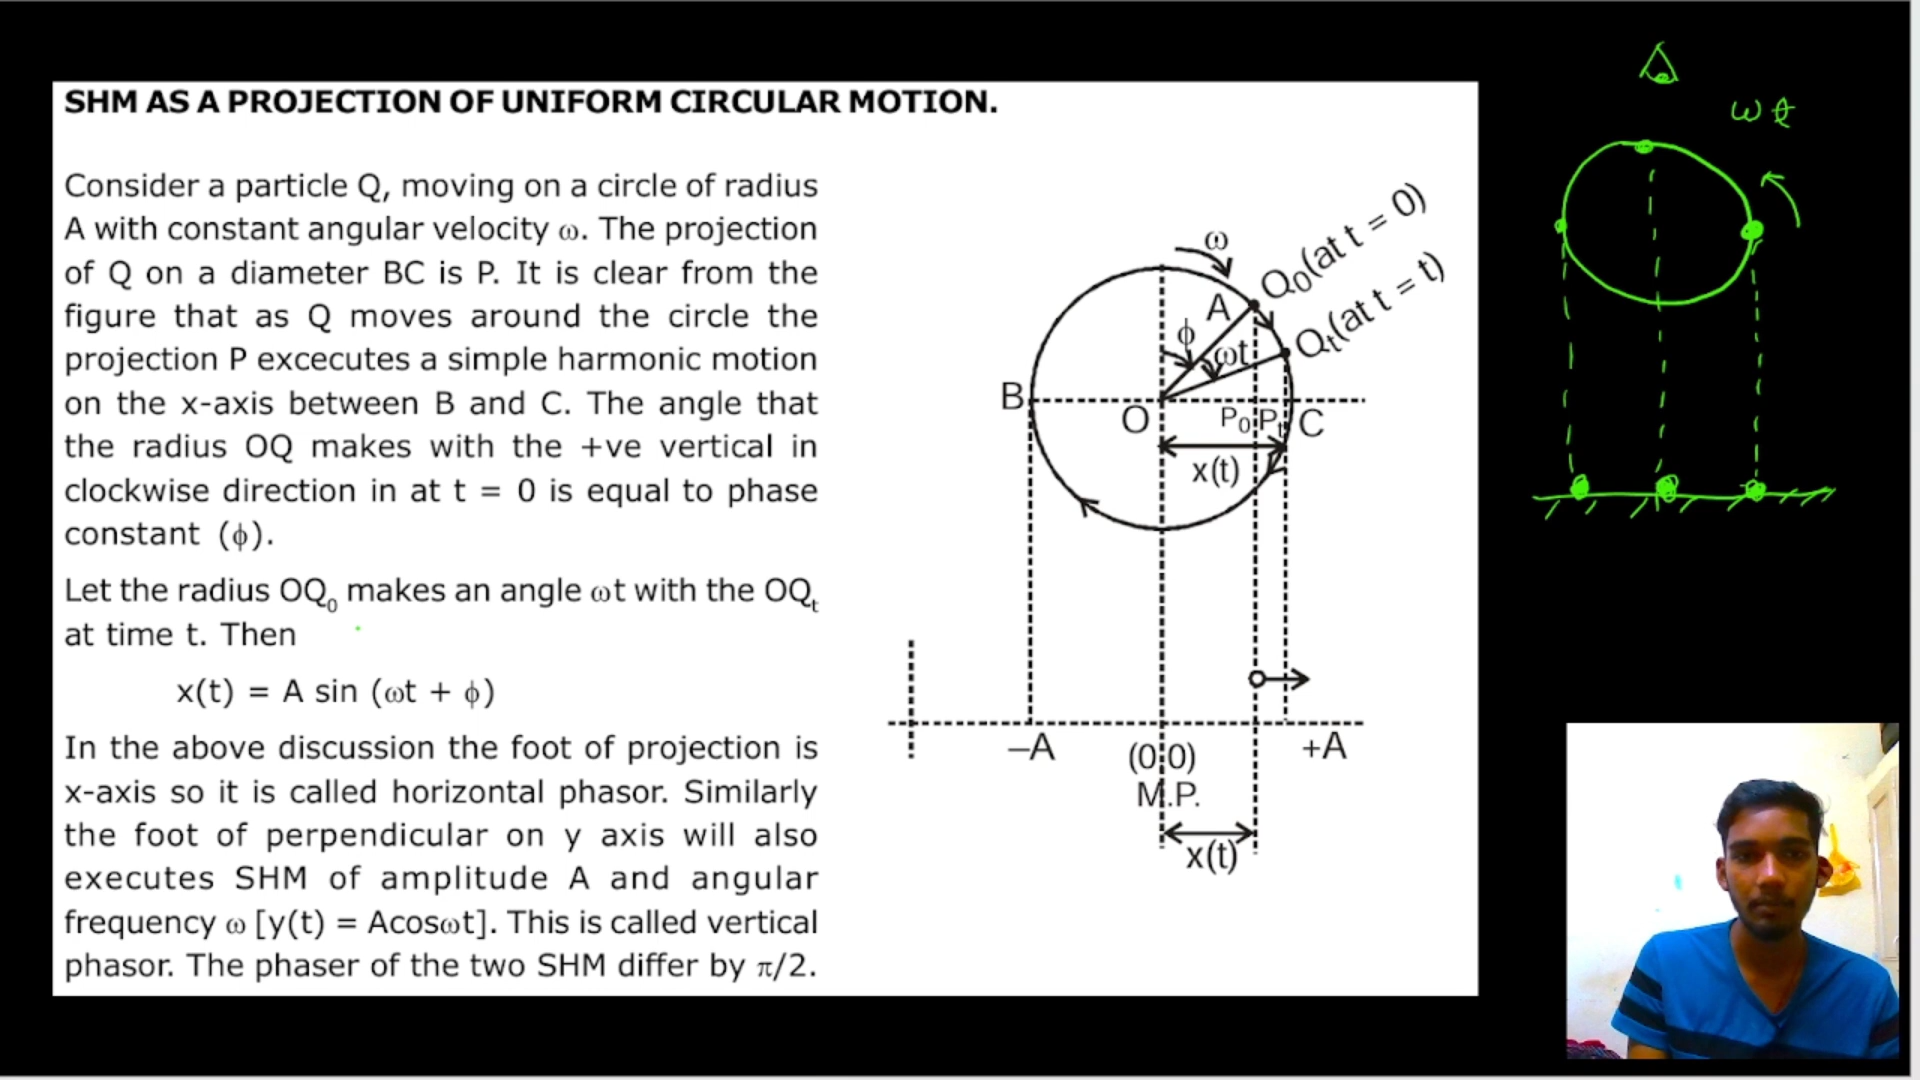 SHM AS A PROJECTION OF UNIFORM CIRCULAR MOTION.
Consider a particle Q, moving on a circle of radius
A with constant angular velocity ω. The projection
of Q on a diameter BC is P. It is clear from the
figure that as Q moves around the circle the
projection P excecutes a simple harmonic motion
on the x-axis between B and C. The angle that
the radius OQ makes with the +ve vertical in
clockwise direction in at t = 0 is equal to phase
constant (ϕ).
Let the radius OQ₀ makes an angle ωt with the OQₜ
at time t. Then
x(t) = A sin (ωt + ϕ)
In the above discussion the foot of projection is
x-axis so it is called horizontal phasor. Similarly
the foot of perpendicular on y axis will also
executes SHM of amplitude A and angular
frequency ω [y(t) = Acosωt]. This is called vertical
phasor. The phaser of the two SHM differ by π/2.
ω
Q₀(at t = 0)
A
Qₜ(at t = t)
ϕ
ωt
B
O
P₀
Pₜ
C
x(t)
–A
(0,0)
+A
M.P.
x(t)
ωt